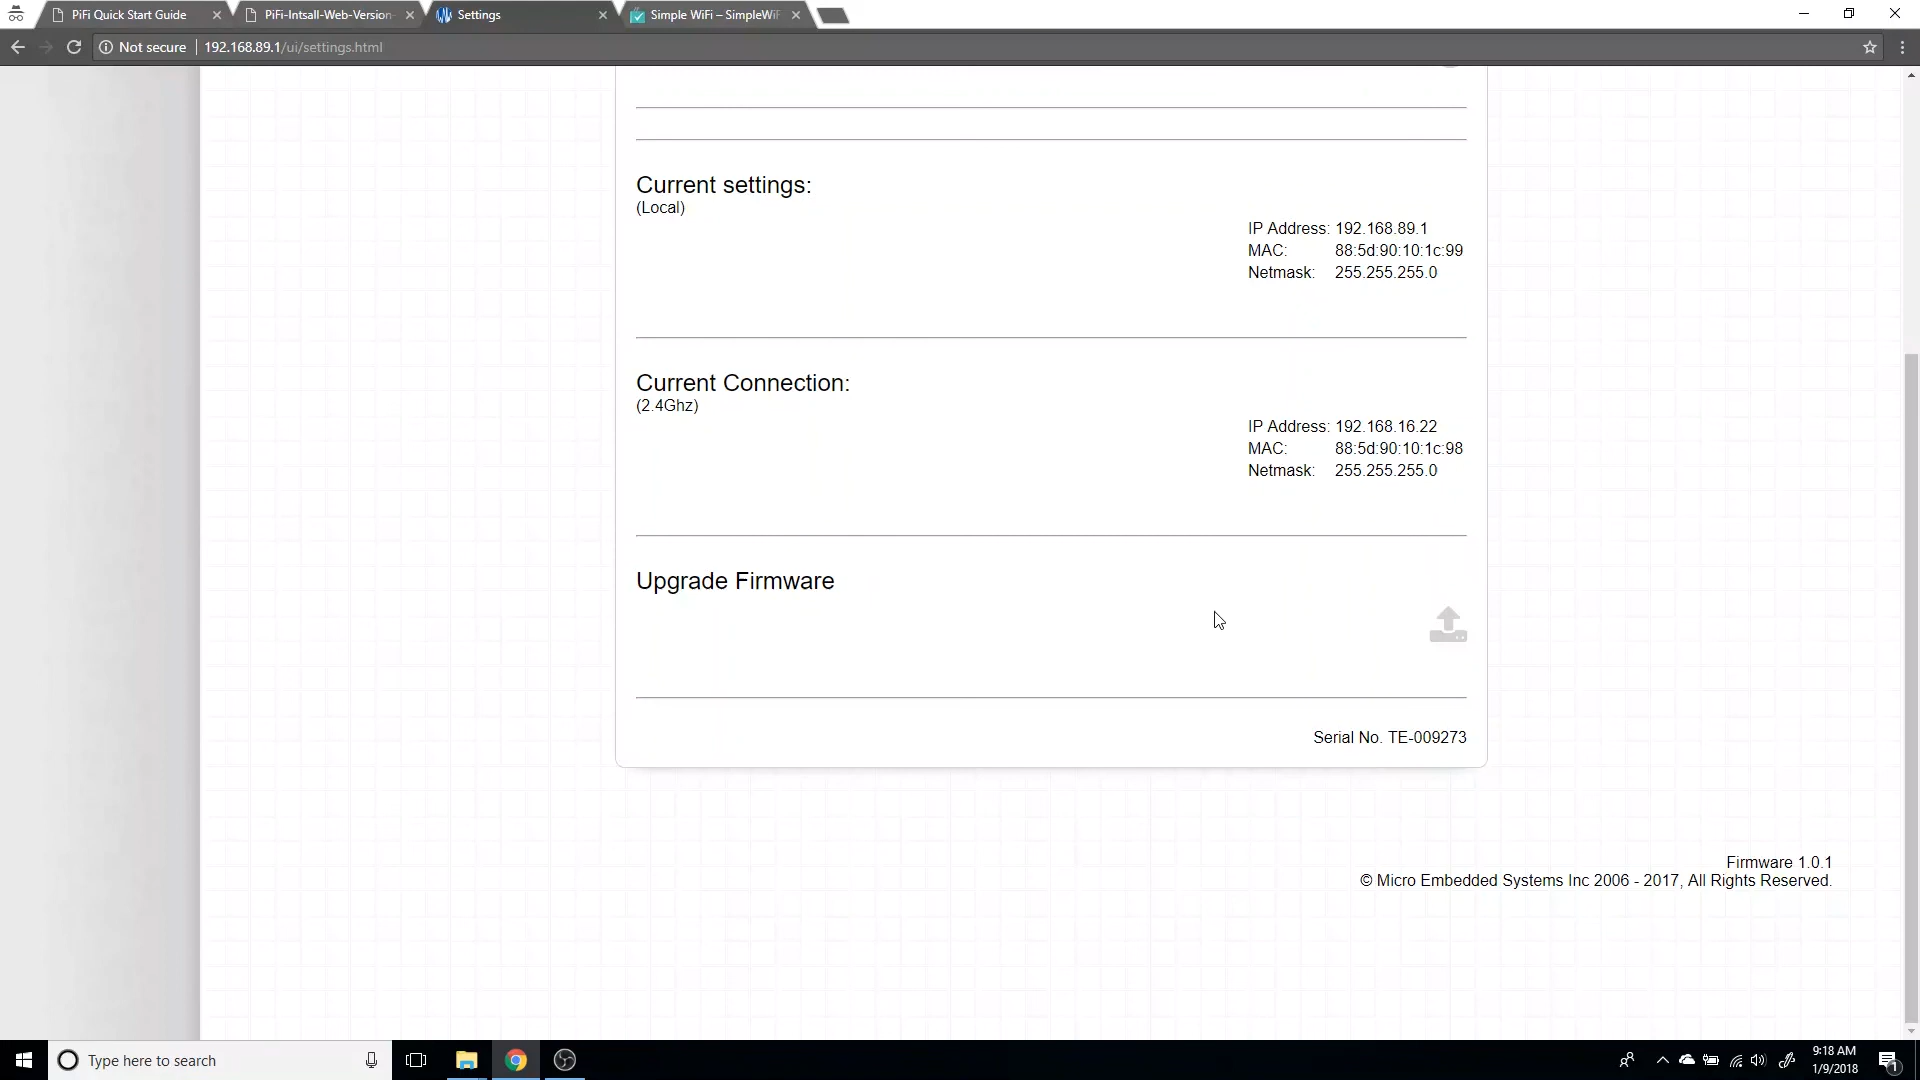 PiFi Quick Start Guide
PiFi-Intsall-Web-Version-
Settings
Simple WiFi – SimpleWiF
Not secure
192.168.89.1/ui/settings.html
Current settings:
(Local)
IP Address: 192.168.89.1
MAC: 88:5d:90:10:1c:99
Netmask: 255.255.255.0
Current Connection:
(2.4Ghz)
IP Address: 192.168.16.22
MAC: 88:5d:90:10:1c:98
Netmask: 255.255.255.0
Upgrade Firmware
Serial No. TE-009273
Firmware 1.0.1
© Micro Embedded Systems Inc 2006 - 2017, All Rights Reserved.
Type here to search
9:18 AM
1/9/2018
1